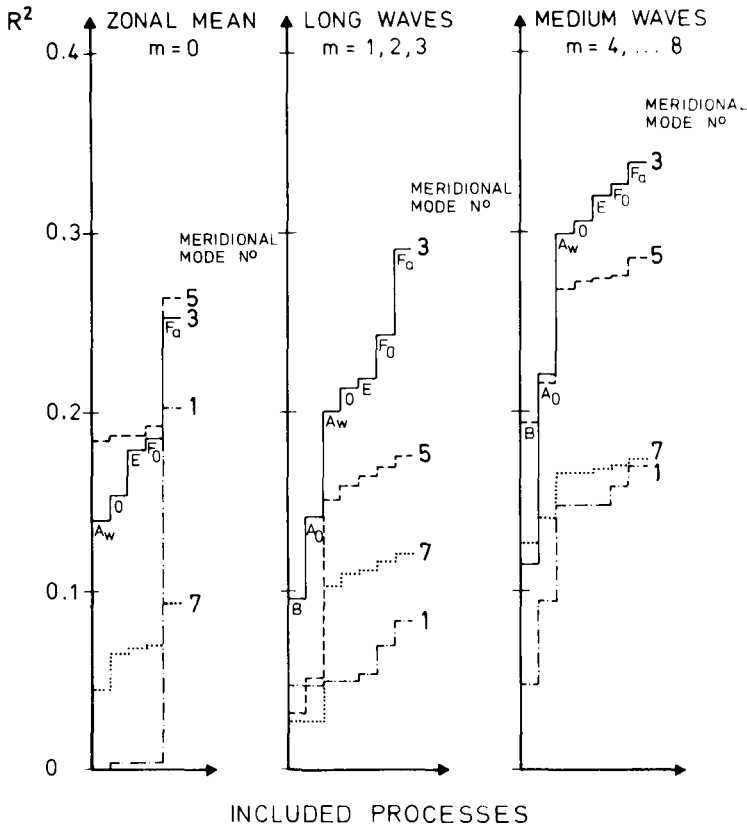 R²
ZONAL MEAN
m = 0
LONG WAVES
m = 1,2,3
MEDIUM WAVES
m = 4, ... 8
0.4
0.3
0.2
0.1
0
MERIDIONAL
MODE Nº
5
3
Fa
1
F0
E
0
Aw
7
MERIDIONAL
MODE Nº
3
Fa
F0
E
0
Aw
5
A0
7
B
1
MERIDIONAL
MODE Nº
3
Fa
F0
E
0
Aw
5
A0
B
7
1
INCLUDED PROCESSES